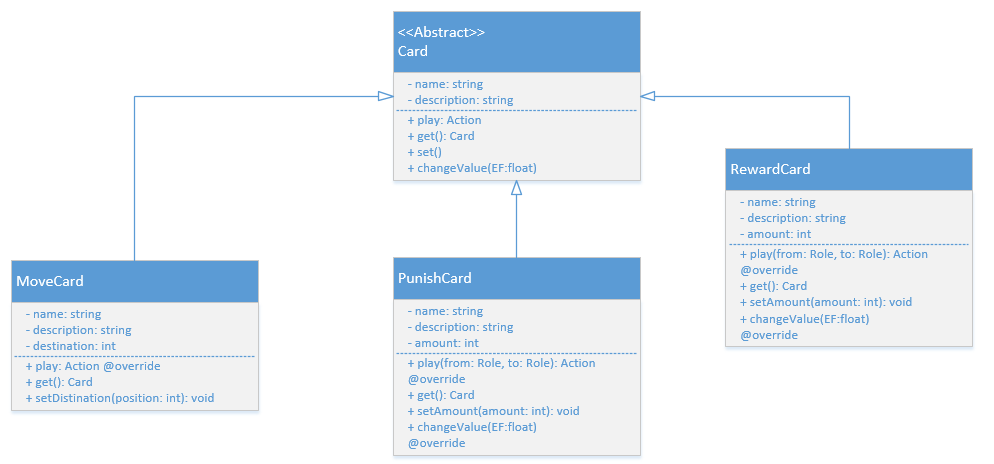 <<Abstract>>
Card
- name: string
- description: string
+ play: Action
+ get(): Card
+ set()
+ changeValue(EF:float)
MoveCard
- name: string
- description: string
- destination: int
+ play: Action @override
+ get(): Card
+ setDistination(position: int): void
PunishCard
- name: string
- description: string
- amount: int
+ play(from: Role, to: Role): Action
@override
+ get(): Card
+ setAmount(amount: int): void
+ changeValue(EF:float)
@override
RewardCard
- name: string
- description: string
- amount: int
+ play(from: Role, to: Role): Action
@override
+ get(): Card
+ setAmount(amount: int): void
+ changeValue(EF:float)
@override